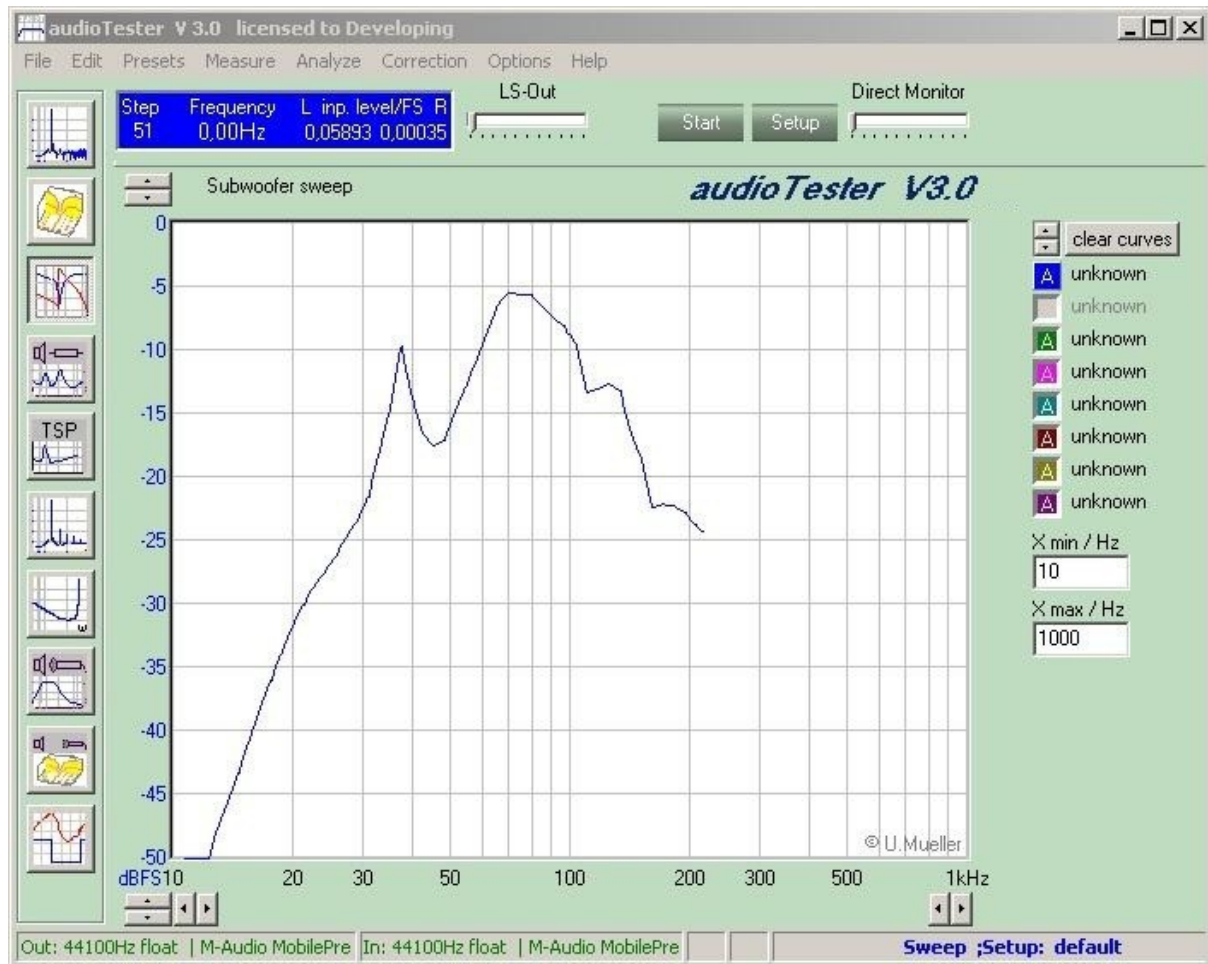 audioTester V 3.0 licensed to Developing
File Edit Presets Measure Analyze Correction Options Help
Step Frequency L inp. level/FS R
51 0,00Hz 0,05893 0,00035
LS-Out
Start
Setup
Direct Monitor
Subwoofer sweep
audioTester V3.0
0
-5
-10
-15
-20
-25
-30
-35
-40
-45
-50
dBFS 10 20 30 50 100 200 300 500 1kHz
© U.Mueller
clear curves
A unknown
unknown
A unknown
A unknown
A unknown
A unknown
A unknown
A unknown
X min / Hz
10
X max / Hz
1000
TSP
ω
Out: 44100Hz float | M-Audio MobilePre In: 44100Hz float | M-Audio MobilePre Sweep ;Setup: default